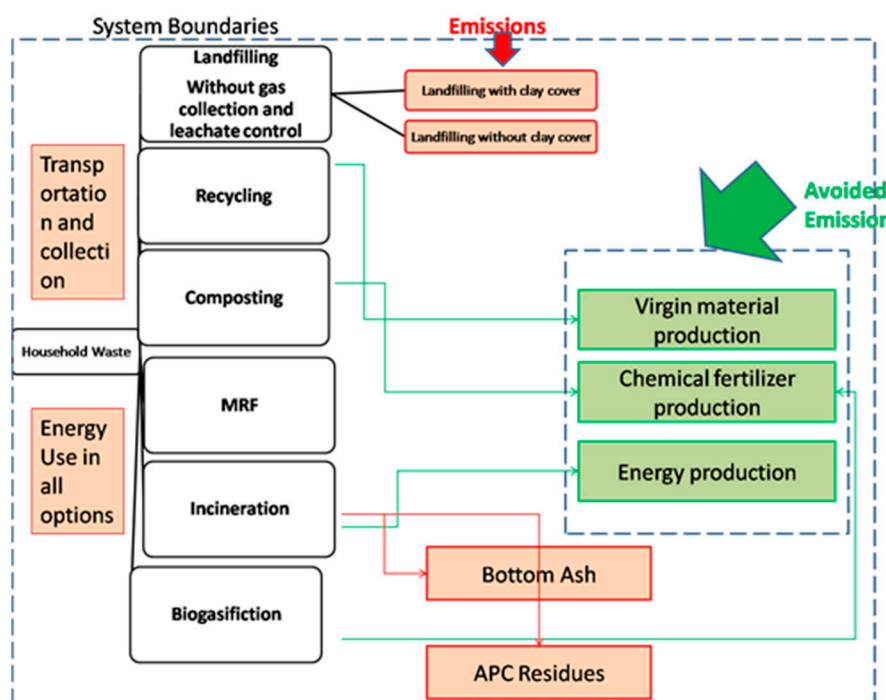 System Boundaries
Emissions
Landfilling
Without gas
collection and
leachate control
Landfilling with clay cover
Landfilling without clay cover
Transp
ortatio
n and
collecti
on
Recycling
Avoided
Emission
Composting
Virgin material
production
Household Waste
Chemical fertilizer
production
MRF
Energy
Use in
all
options
Energy production
Incineration
Bottom Ash
Biogasifiction
APC Residues